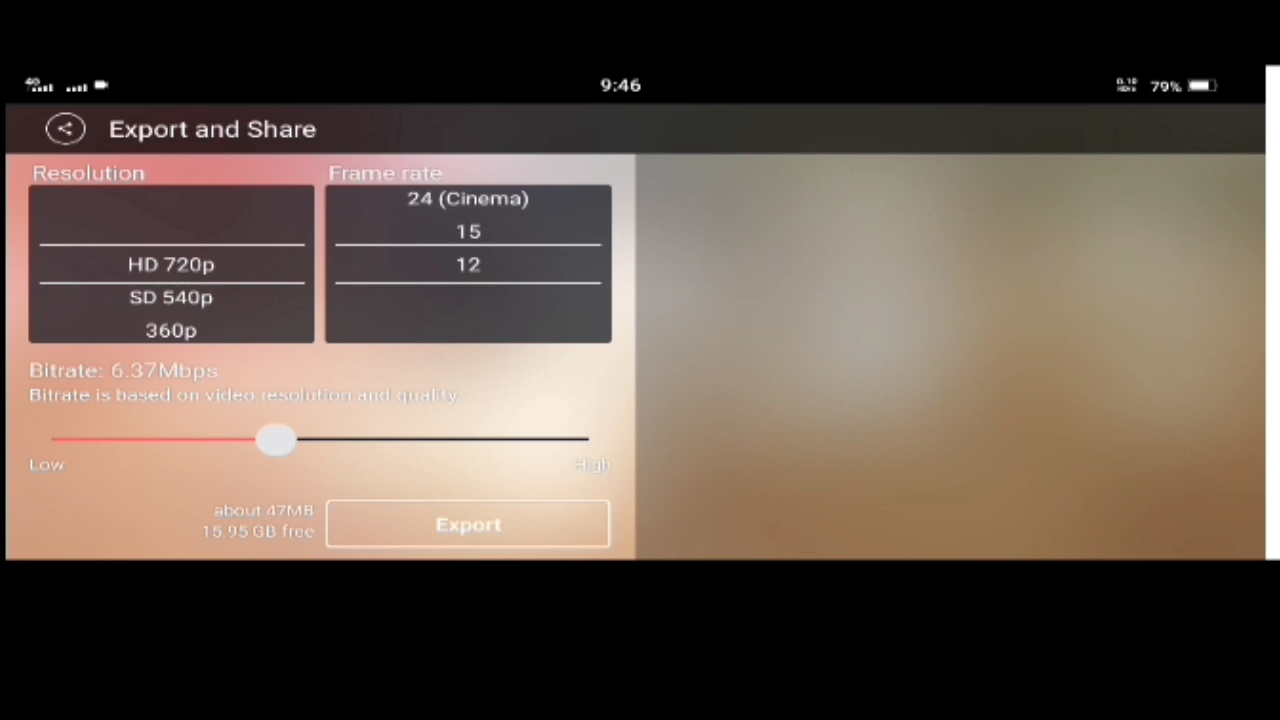 4G 9:46 79%
Export and Share
Resolution Frame rate
24 (Cinema)
15
HD 720p 12
SD 540p
360p
Bitrate: 6.37Mbps
Bitrate is based on video resolution and quality.
Low High
about 47MB
15.95 GB free
Export